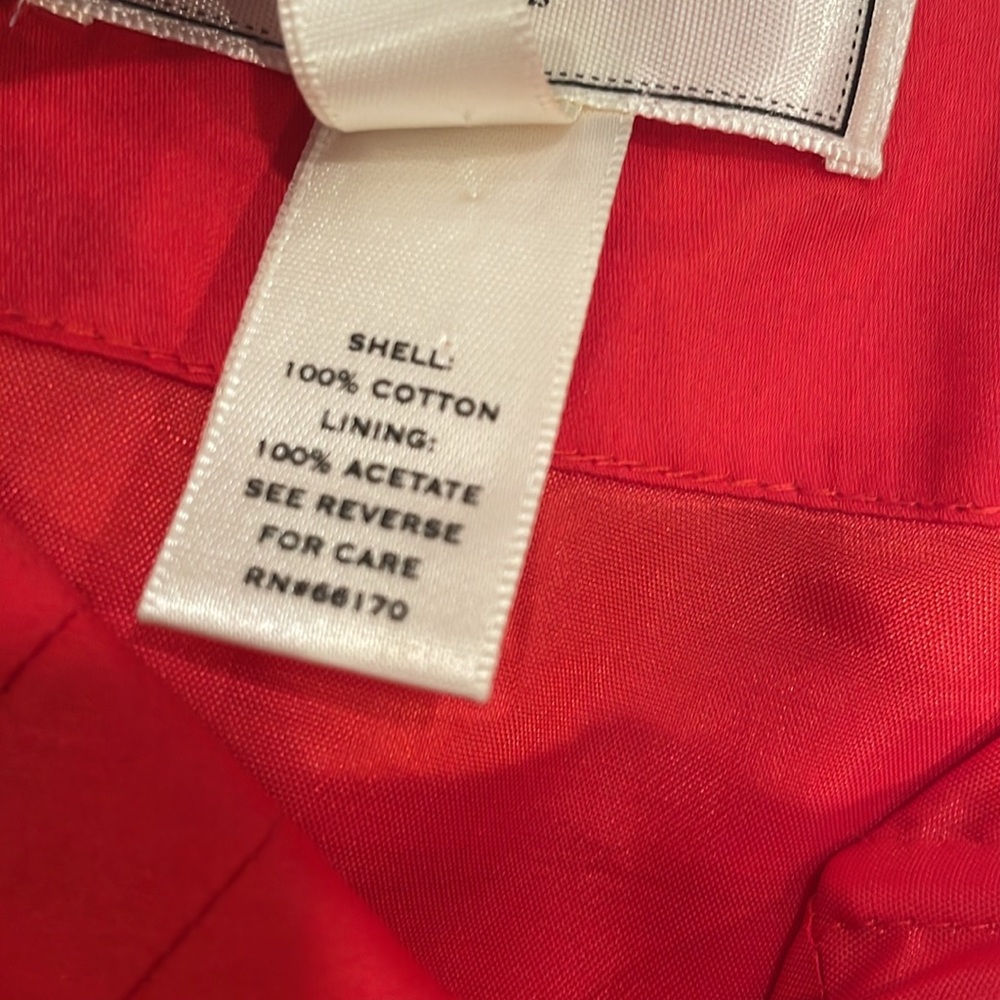 SHELL:
100% COTTON
LINING:
100% ACETATE
SEE REVERSE
FOR CARE
RN#66170